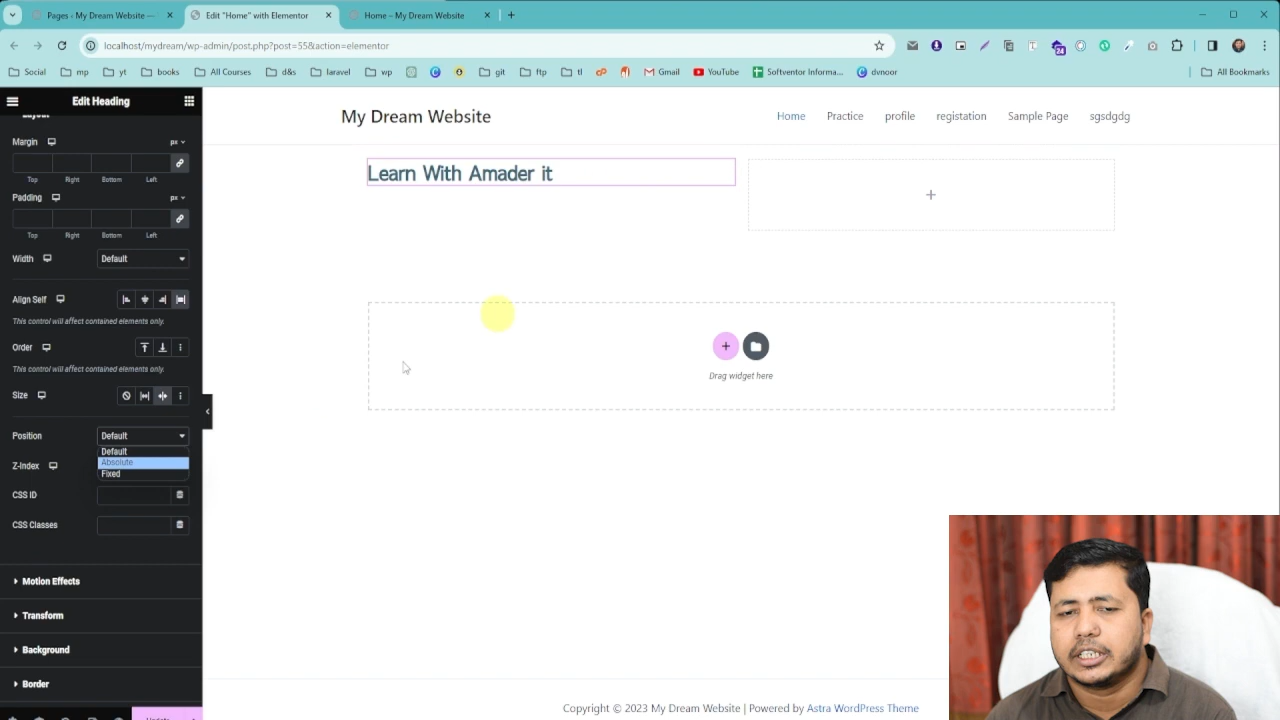 Pages ‹ My Dream Website —
Edit "Home" with Elementor
Home – My Dream Website
localhost/mydream/wp-admin/post.php?post=55&action=elementor
24
Social
mp
yt
books
All Courses
d&s
laravel
wp
git
ftp
tl
Gmail
YouTube
Softventor Informa...
dvnoor
All Bookmarks
Edit Heading
Layout
Margin
px
Top Right Bottom Left
Padding
px
Top Right Bottom Left
Width
Default
Align Self
This control will affect contained elements only.
Order
This control will affect contained elements only.
Size
Position
Default
Default
Absolute
Fixed
Z-Index
CSS ID
CSS Classes
Motion Effects
Transform
Background
Border
Update
My Dream Website
Home Practice profile registation Sample Page sgsdgdg
Learn With Amader it
Drag widget here
Copyright © 2023 My Dream Website | Powered by Astra WordPress Theme